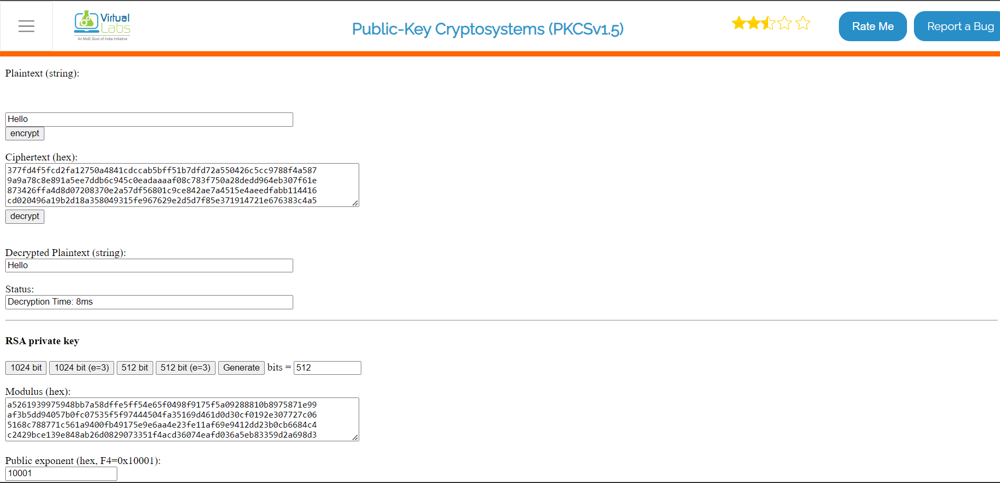 Virtual
Labs
An MoE Govt of India Initiative
Public-Key Cryptosystems (PKCSv1.5)
Rate Me
Report a Bug
Plaintext (string):
Hello
encrypt
Ciphertext (hex):
377fd4f5fcd2fa12750a4841cdccab5bff51b7dfd72a550426c5cc9788f4a587
9a9a78c8e891a5ee7ddb6c945c0eadaaaaf08c783f750a28dedd964eb307f61e
873426ffa4d8d07208370e2a57df56801c9ce842ae7a4515e4aeedfabb114416
cd020496a19b2d18a358049315fe967629e2d5d7f85e371914721e676383c4a5
decrypt
Decrypted Plaintext (string):
Hello
Status:
Decryption Time: 8ms
RSA private key
1024 bit 1024 bit (e=3) 512 bit 512 bit (e=3) Generate bits = 512
Modulus (hex):
a5261939975948bb7a58dffe5ff54e65f0498f9175f5a09288810b8975871e99
af3b5dd94057b0fc07535f5f97444504fa35169d461d0d30cf0192e307727c06
5168c788771c561a9400fb49175e9e6aa4e23fe11af69e9412dd23b0cb6684c4
c2429bce139e848ab26d0829073351f4acd36074eafd036a5eb83359d2a698d3
Public exponent (hex, F4=0x10001):
10001